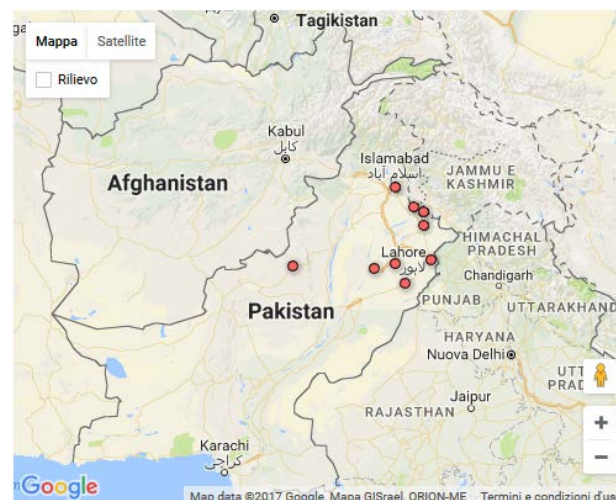 Tagikistan
Mappa Satellite
Rilievo
Kabul
کابل
Islamabad
اسلام آباد
Afghanistan
JAMMU E
KASHMIR
HIMACHAL
PRADESH
Lahore
لاہور
Chandigarh
Pakistan
PUNJAB
UTTARAKHAND
HARYANA
Nuova Delhi
UTT
PRAD
Jaipur
RAJASTHAN
Karachi
کراچی
Google
Map data ©2017 Google, Mapa GISrael, ORION-ME Termini e condizioni d'us